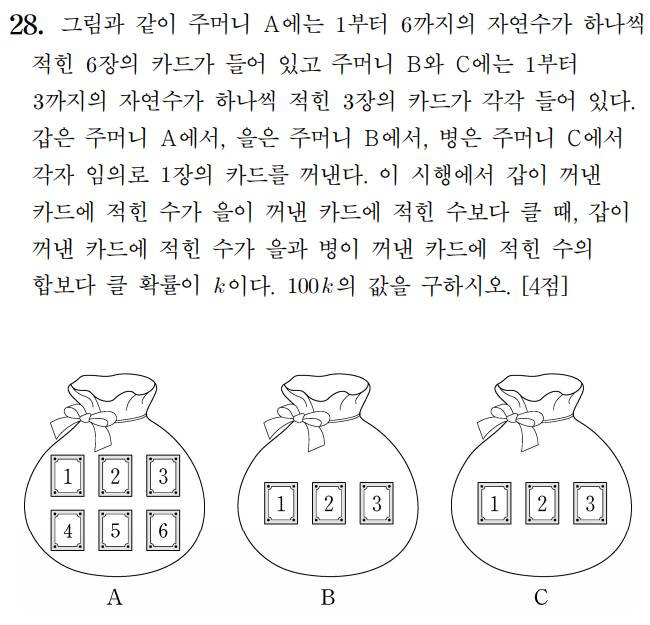 28. 그림과 같이 주머니 A에는 1부터 6까지의 자연수가 하나씩
적힌 6장의 카드가 들어 있고 주머니 B와 C에는 1부터
3까지의 자연수가 하나씩 적힌 3장의 카드가 각각 들어 있다.
갑은 주머니 A에서, 을은 주머니 B에서, 병은 주머니 C에서
각자 임의로 1장의 카드를 꺼낸다. 이 시행에서 갑이 꺼낸
카드에 적힌 수가 을이 꺼낸 카드에 적힌 수보다 클 때, 갑이
꺼낸 카드에 적힌 수가 을과 병이 꺼낸 카드에 적힌 수의
합보다 클 확률이 k이다. 100k의 값을 구하시오. [4점]
1 2 3
4 5 6
A
1 2 3
B
1 2 3
C